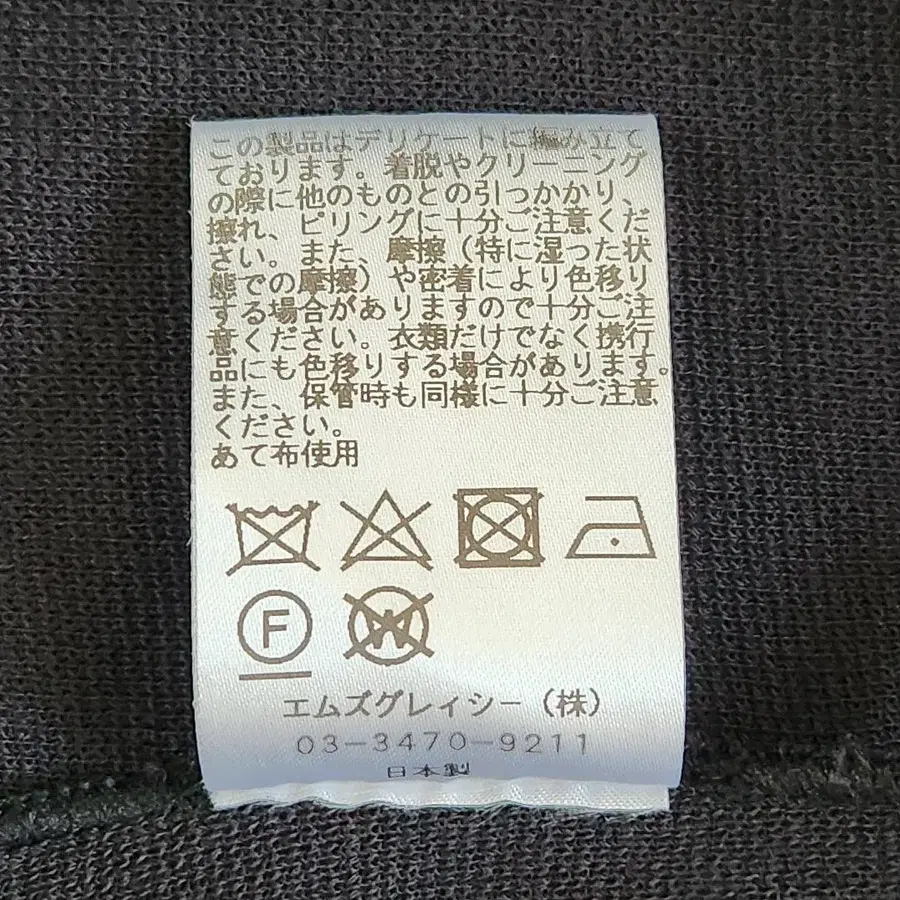 この製品はデリケートに編み立て
ております。着脱やクリーニング
の際に他のものとの引っかかり、
擦れ、ピリングに十分ご注意くだ
さい。また、摩擦（特に湿った状
態での摩擦）や密着により色移り
する場合がありますので十分ご注
意ください。衣類だけでなく携行
品にも色移りする場合があります。
また、保管時も同様に十分ご注意
ください。
あて布使用
F
W
エムズグレィシー（株）
03-3470-9211
日本製